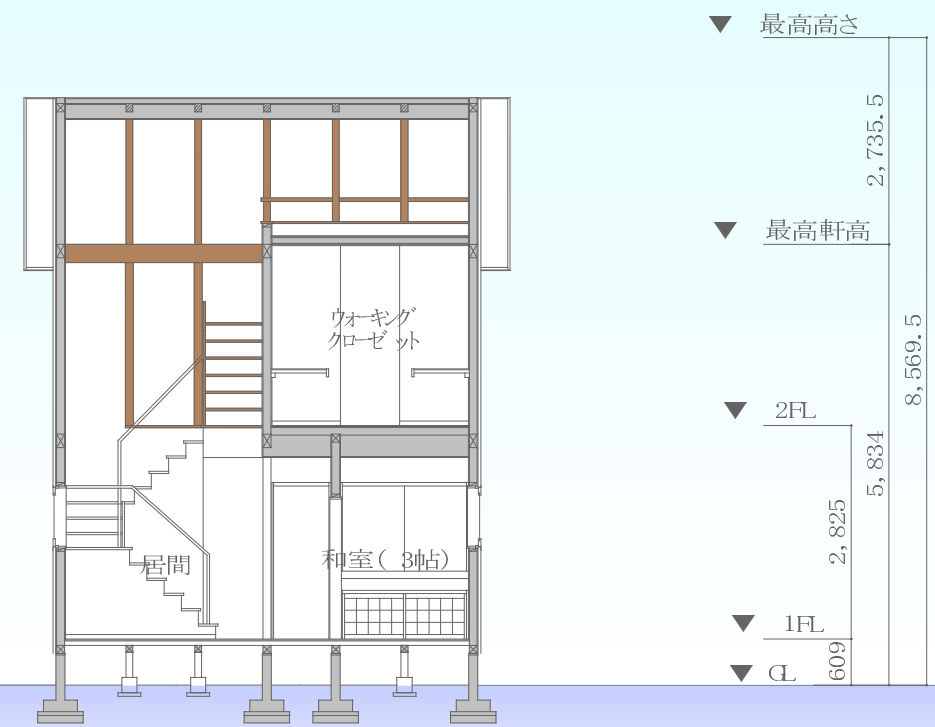 最高高さ
2,735.5
最高軒高
8,569.5
ウォーキング
クローゼット
2FL
5,834
2,825
居間
和室( 3帖)
1FL
609
GL